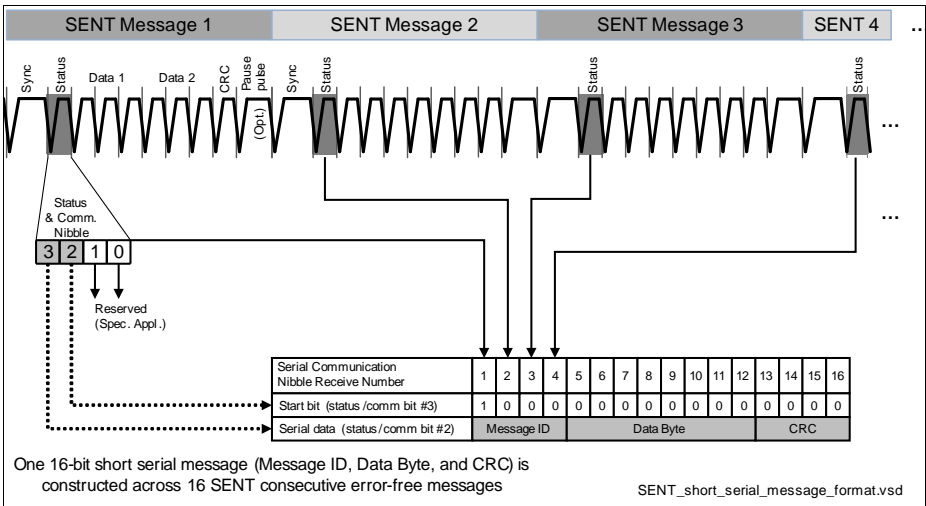 SENT Message 1 SENT Message 2 SENT Message 3 SENT 4 ...
Sync Status Data 1 Data 2 CRC Pause pulse (Opt.) Sync Status Status Status
...
...
Status
& Comm.
Nibble
3 2 1 0
Reserved
(Spec. Appl.)
Serial Communication
Nibble Receive Number 1 2 3 4 5 6 7 8 9 10 11 12 13 14 15 16
Start bit (status/comm bit #3) 1 0 0 0 0 0 0 0 0 0 0 0 0 0 0 0
Serial data (status/comm bit #2) Message ID Data Byte CRC
One 16-bit short serial message (Message ID, Data Byte, and CRC) is
constructed across 16 SENT consecutive error-free messages
SENT_short_serial_message_format.vsd